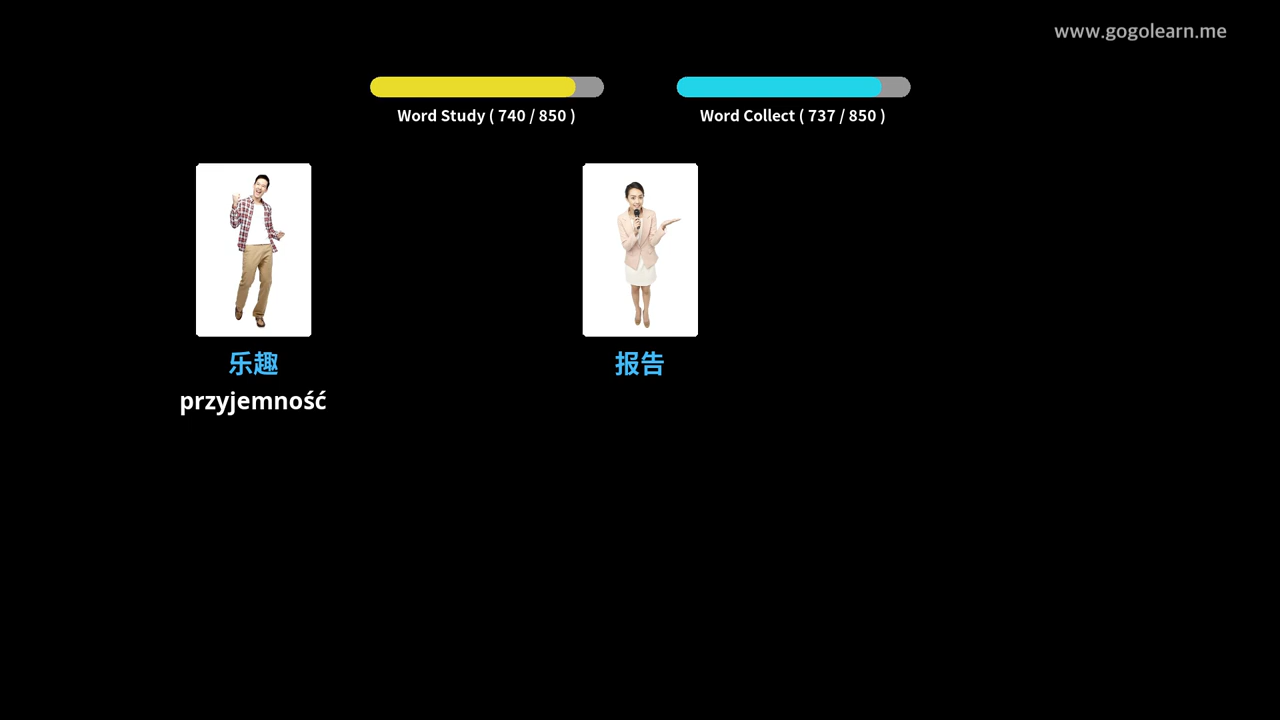 www.gogolearn.me
Word Study ( 740 / 850 )
Word Collect ( 737 / 850 )
乐趣
przyjemność
报告